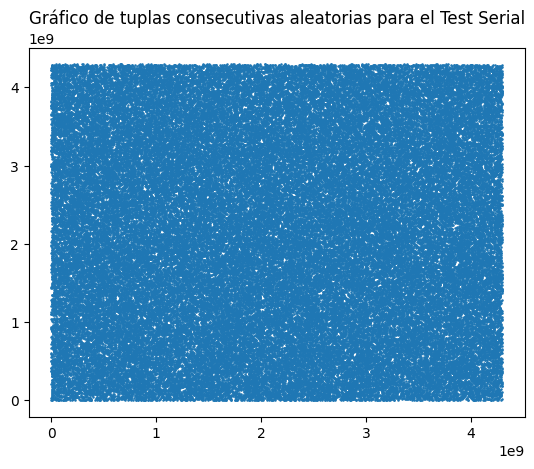 Gráfico de tuplas consecutivas aleatorias para el Test Serial
1e9
4
3
2
1
0
0 1 2 3 4
1e9